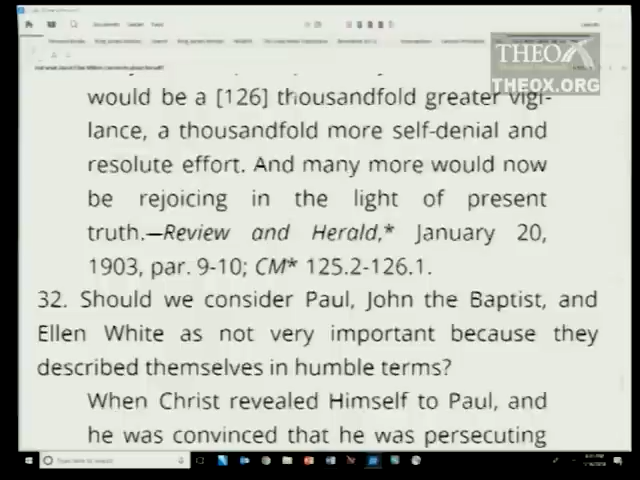 THEOX
THEOX.ORG
would be a [126] thousandfold greater vigi-
lance, a thousandfold more self-denial and
resolute effort. And many more would now
be rejoicing in the light of present
truth.—Review and Herald,* January 20,
1903, par. 9-10; CM* 125.2-126.1.
32. Should we consider Paul, John the Baptist, and
Ellen White as not very important because they
described themselves in humble terms?
When Christ revealed Himself to Paul, and
he was convinced that he was persecuting
Type here to search